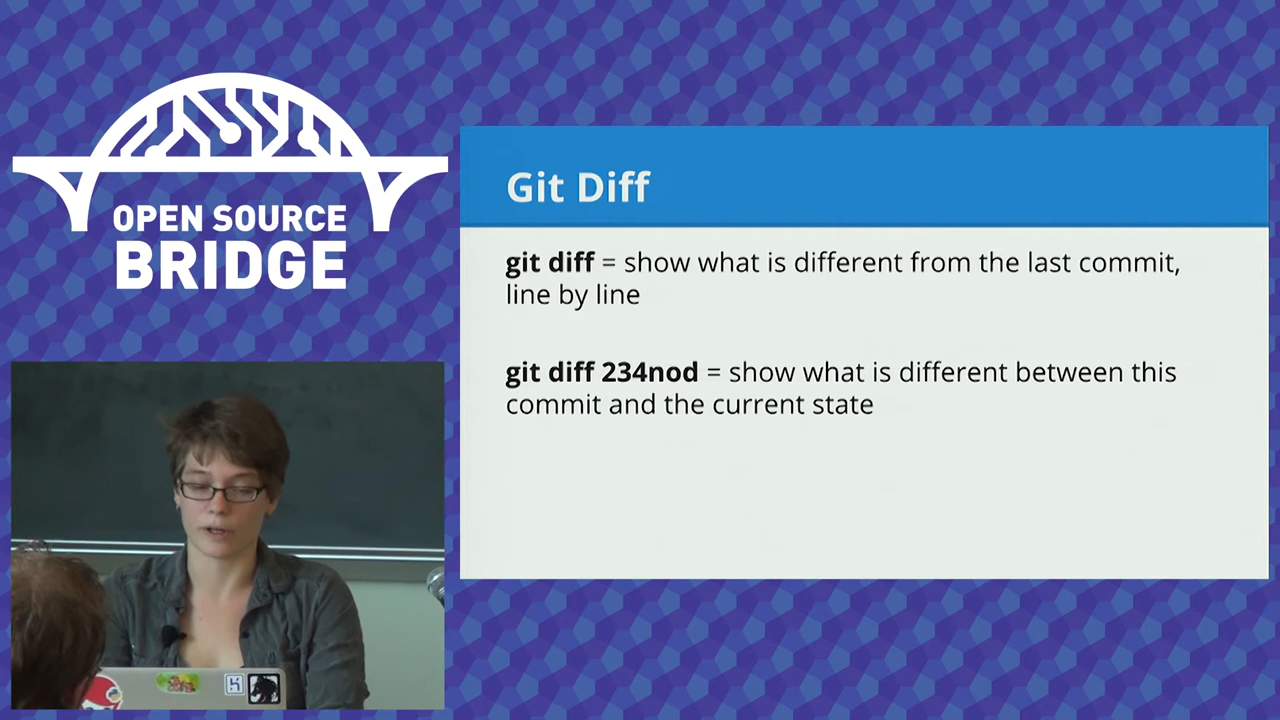 OPEN SOURCE
BRIDGE
Git Diff
git diff = show what is different from the last commit,
line by line
git diff 234nod = show what is different between this
commit and the current state